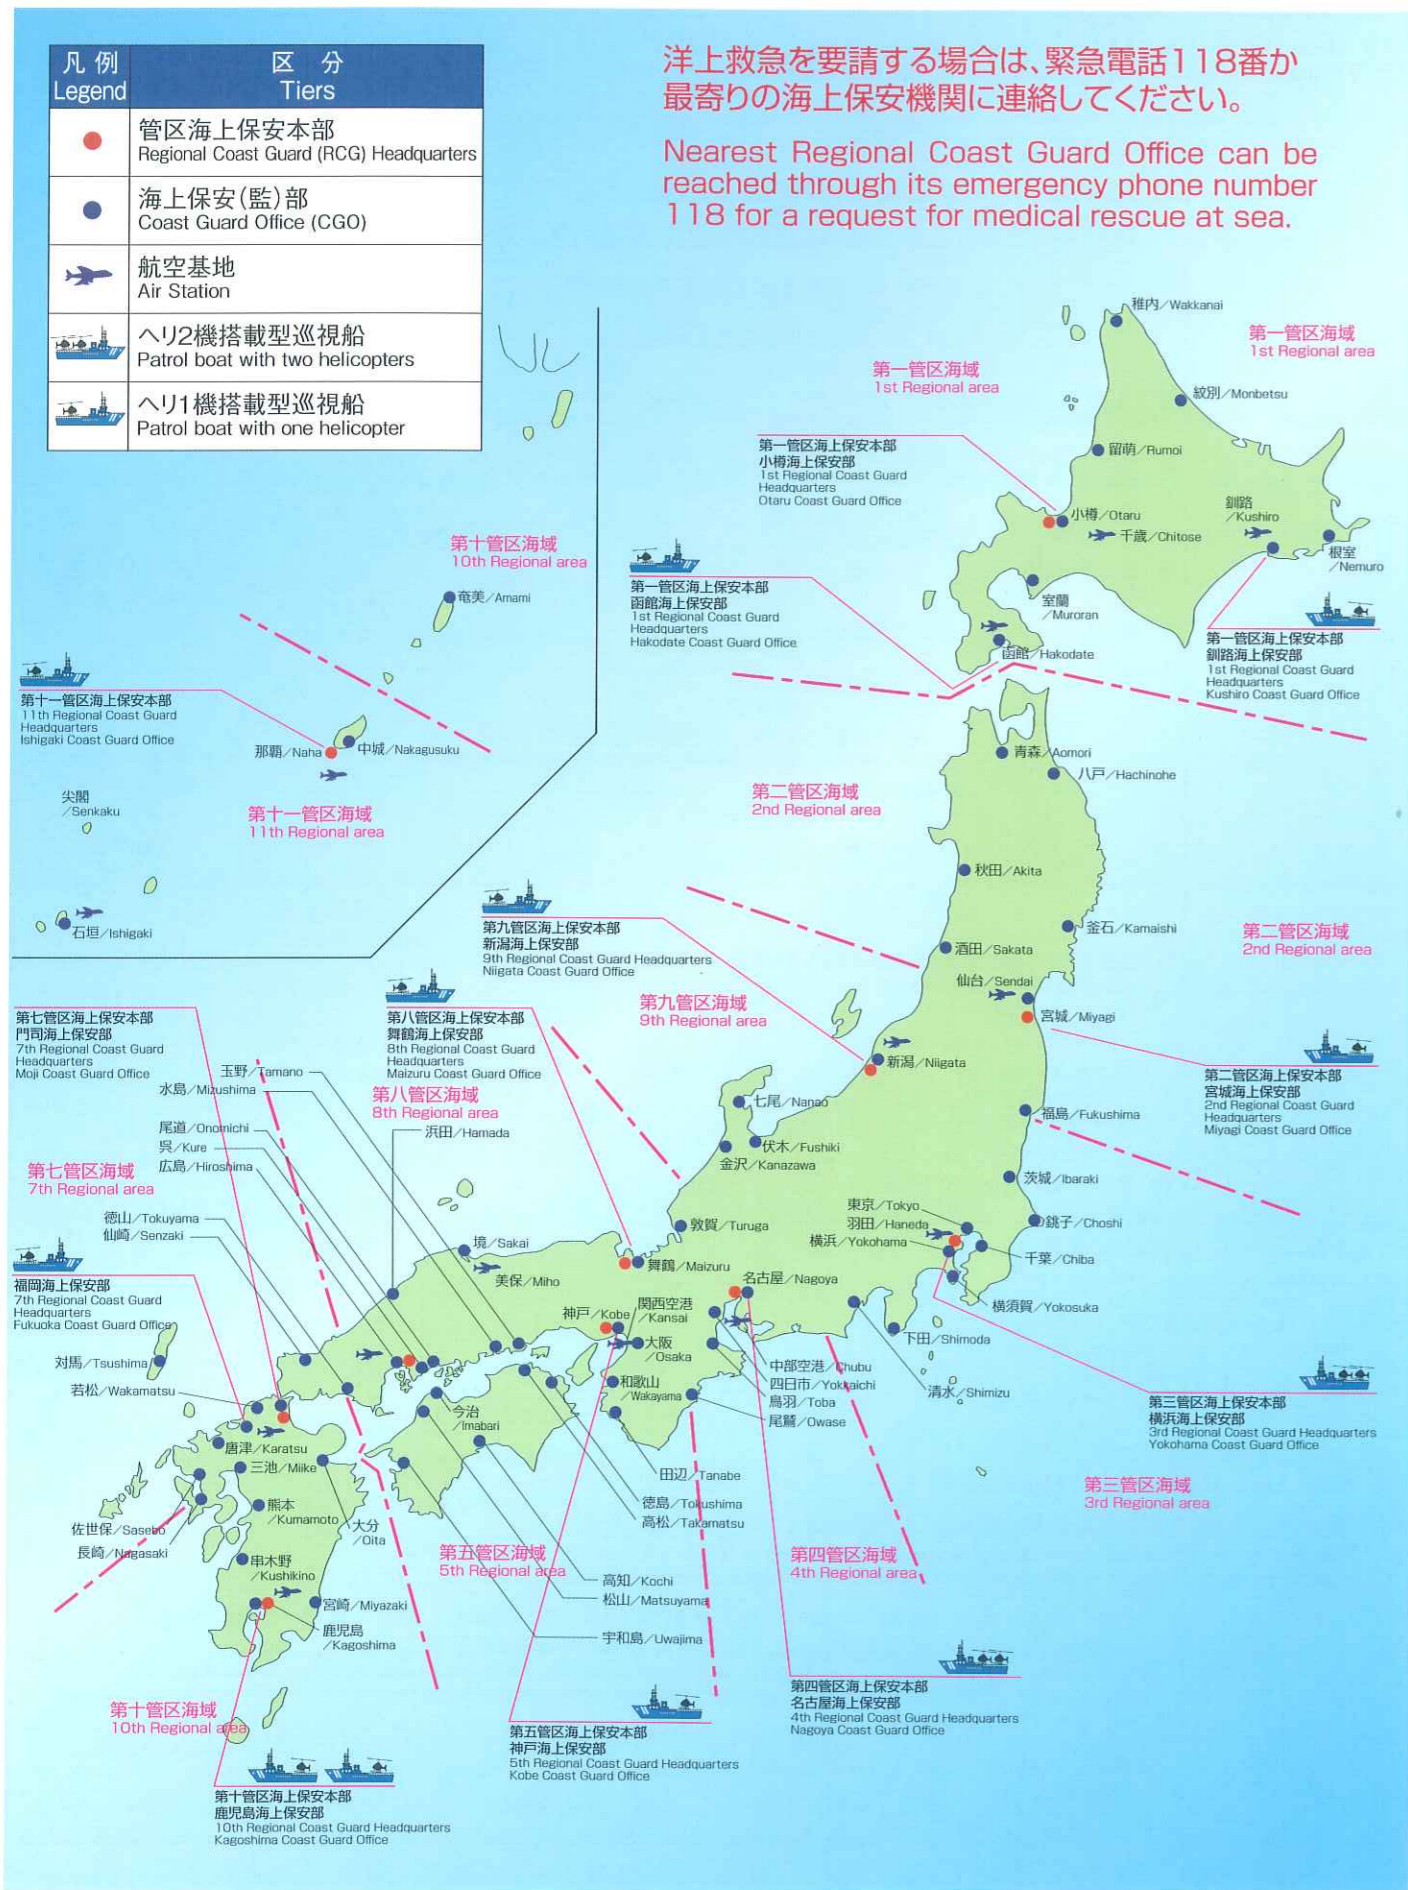 凡例
Legend
区 分
Tiers
管区海上保安本部
Regional Coast Guard (RCG) Headquarters
海上保安(監)部
Coast Guard Office (CGO)
航空基地
Air Station
ヘリ2機搭載型巡視船
Patrol boat with two helicopters
ヘリ1機搭載型巡視船
Patrol boat with one helicopter
洋上救急を要請する場合は、緊急電話118番か
最寄りの海上保安機関に連絡してください。
Nearest Regional Coast Guard Office can be
reached through its emergency phone number
118 for a request for medical rescue at sea.
稚内／Wakkanai
第一管区海域
1st Regional area
第一管区海域
1st Regional area
紋別／Monbetsu
第一管区海上保安本部
小樽海上保安部
1st Regional Coast Guard
Headquarters
Otaru Coast Guard Office
留萌／Rumoi
小樽／Otaru
千歳／Chitose
釧路
／Kushiro
根室
／Nemuro
第一管区海上保安本部
函館海上保安部
1st Regional Coast Guard
Headquarters
Hakodate Coast Guard Office
室蘭
／Muroran
函館／Hakodate
第一管区海上保安本部
釧路海上保安部
1st Regional Coast Guard
Headquarters
Kushiro Coast Guard Office
第十管区海域
10th Regional area
奄美／Amami
第十一管区海上保安本部
11th Regional Coast Guard
Headquarters
Ishigaki Coast Guard Office
那覇／Naha
中城／Nakagusuku
第十一管区海域
11th Regional area
尖閣
／Senkaku
石垣／Ishigaki
青森／Aomori
八戸／Hachinohe
第二管区海域
2nd Regional area
秋田／Akita
釜石／Kamaishi
第二管区海域
2nd Regional area
酒田／Sakata
仙台／Sendai
宮城／Miyagi
第九管区海上保安本部
新潟海上保安部
9th Regional Coast Guard Headquarters
Niigata Coast Guard Office
第九管区海域
9th Regional area
新潟／Niigata
第二管区海上保安本部
宮城海上保安部
2nd Regional Coast Guard
Headquarters
Miyagi Coast Guard Office
第七管区海上保安本部
門司海上保安部
7th Regional Coast Guard
Headquarters
Moji Coast Guard Office
第八管区海上保安本部
舞鶴海上保安部
8th Regional Coast Guard
Headquarters
Maizuru Coast Guard Office
第八管区海域
8th Regional area
玉野／Tamano
水島／Mizushima
尾道／Onomichi
呉／Kure
広島／Hiroshima
浜田／Hamada
第七管区海域
7th Regional area
徳山／Tokuyama
仙崎／Senzaki
七尾／Nanao
伏木／Fushiki
金沢／Kanazawa
福島／Fukushima
茨城／Ibaraki
東京／Tokyo
羽田／Haneda
横浜／Yokohama
銚子／Choshi
千葉／Chiba
横須賀／Yokosuka
下田／Shimoda
敦賀／Turuga
境／Sakai
美保／Miho
舞鶴／Maizuru
名古屋／Nagoya
神戸／Kobe
関西空港
／Kansai
大阪
／Osaka
和歌山
／Wakayama
中部空港／Chubu
四日市／Yokkaichi
鳥羽／Toba
尾鷲／Owase
清水／Shimizu
福岡海上保安部
7th Regional Coast Guard
Headquarters
Fukuoka Coast Guard Office
対馬／Tsushima
若松／Wakamatsu
唐津／Karatsu
三池／Miike
熊本
／Kumamoto
佐世保／Sasebo
長崎／Nagasaki
大分
／Oita
串木野
／Kushikino
宮崎／Miyazaki
鹿児島
／Kagoshima
今治
／Imabari
田辺／Tanabe
徳島／Tokushima
高松／Takamatsu
第五管区海域
5th Regional area
高知／Kochi
松山／Matsuyama
宇和島／Uwajima
第四管区海域
4th Regional area
第三管区海上保安本部
横浜海上保安部
3rd Regional Coast Guard Headquarters
Yokohama Coast Guard Office
第三管区海域
3rd Regional area
第四管区海上保安本部
名古屋海上保安部
4th Regional Coast Guard Headquarters
Nagoya Coast Guard Office
第五管区海上保安本部
神戸海上保安部
5th Regional Coast Guard Headquarters
Kobe Coast Guard Office
第十管区海域
10th Regional area
第十管区海上保安本部
鹿児島海上保安部
10th Regional Coast Guard Headquarters
Kagoshima Coast Guard Office